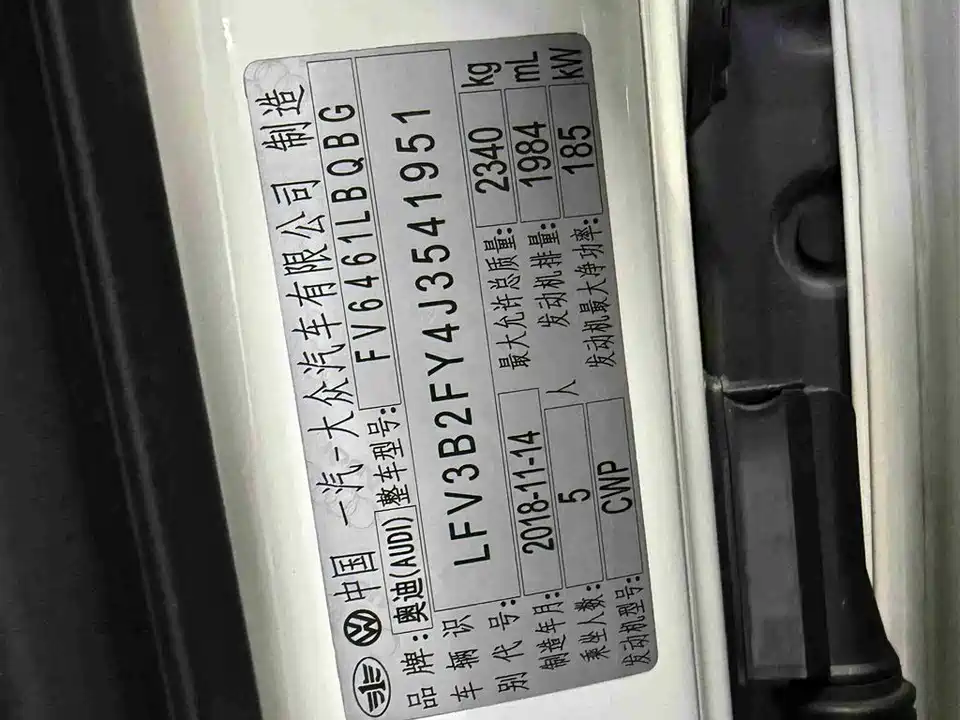 中国 一汽-大众汽车有限公司 制造
品牌: 奥迪(AUDI) 整车型号: FV6461LBQBG
车辆识别代号: LFV3B2FY4J3541951
制造年月: 2018-11-14 最大允许总质量: 2340 kg
乘坐人数: 5 人 发动机排量: 1984 mL
发动机型号: CWP 发动机最大净功率: 185 kW